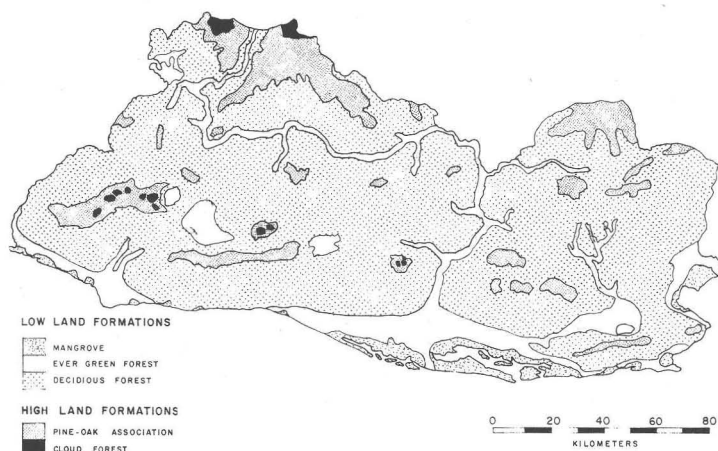 LOW LAND FORMATIONS
MANGROVE
EVER GREEN FOREST
DECIDIOUS FOREST
HIGH LAND FORMATIONS
PINE-OAK ASSOCIATION
CLOUD FOREST
0 20 40 60 80
KILOMETERS